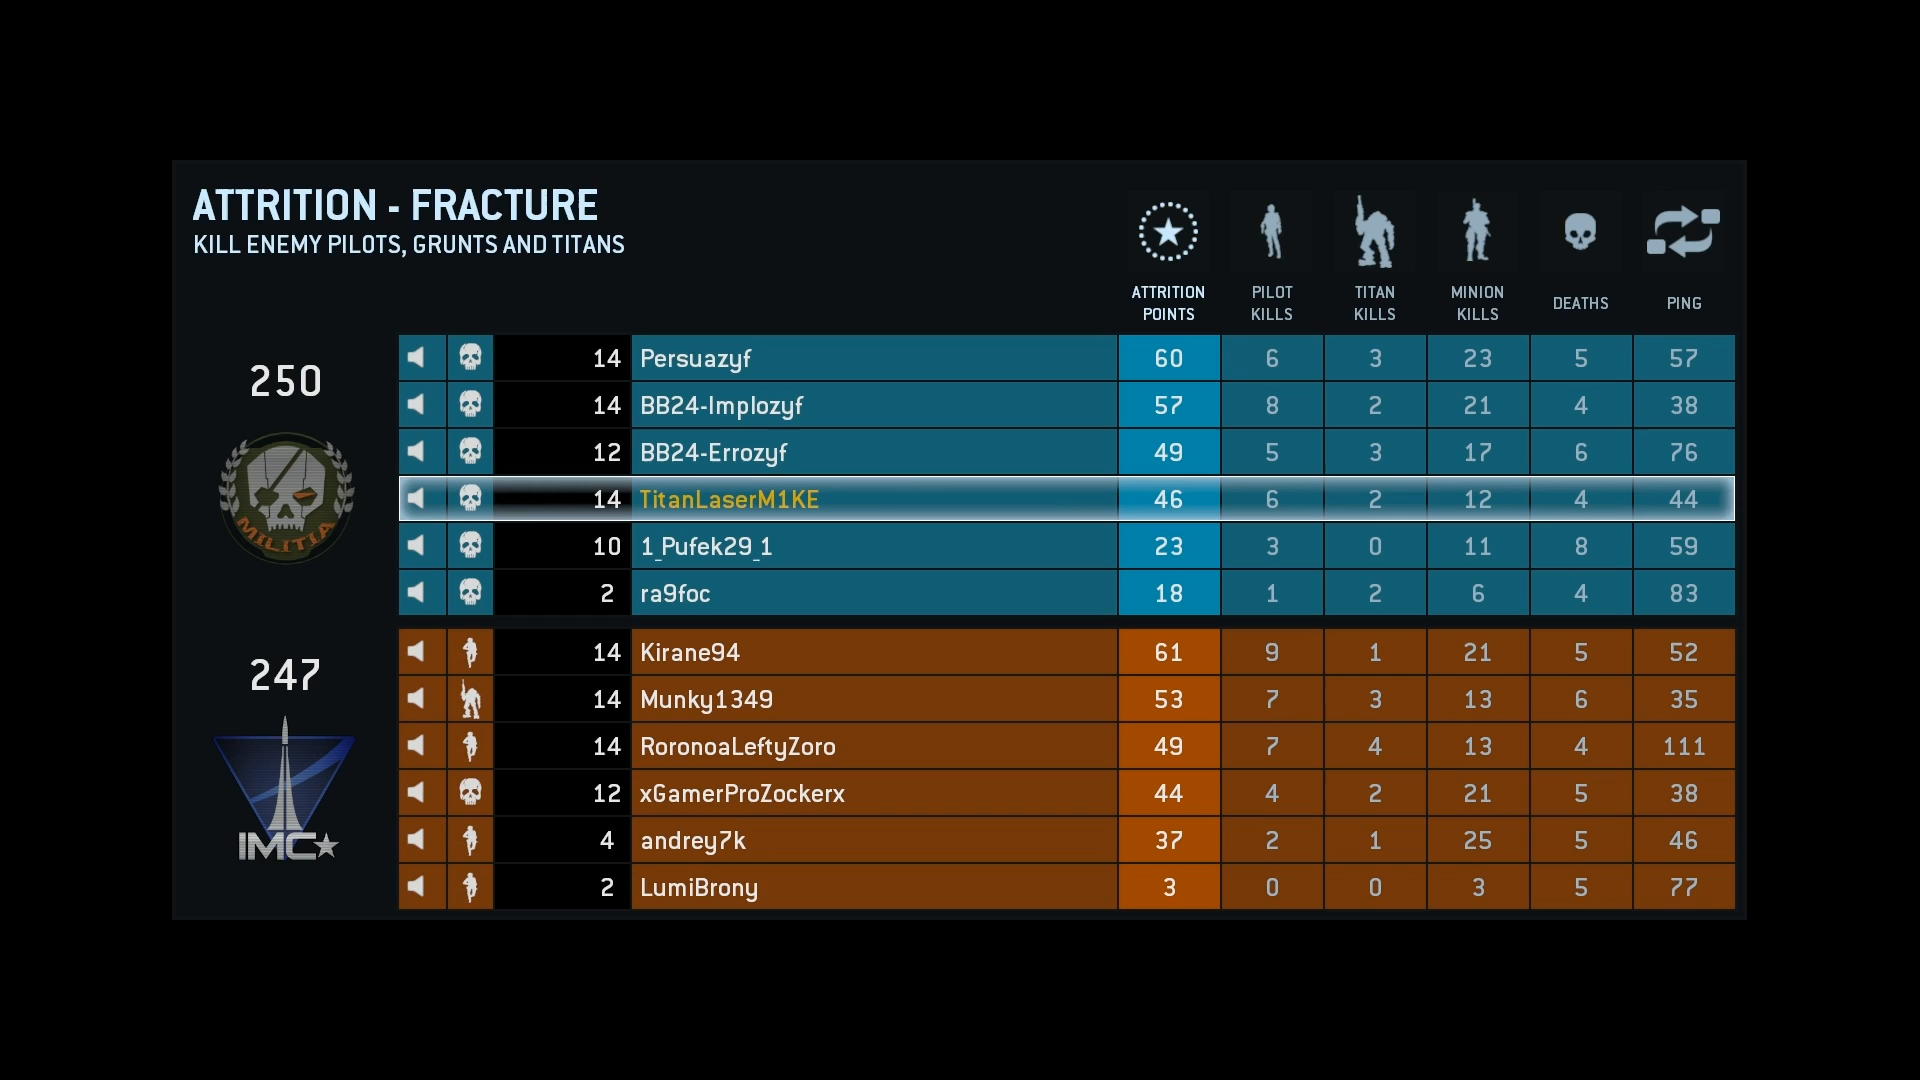 ATTRITION - FRACTURE
KILL ENEMY PILOTS, GRUNTS AND TITANS
ATTRITION POINTS
PILOT KILLS
TITAN KILLS
MINION KILLS
DEATHS
PING
250
MILITIA
14 Persuazyf 60 6 3 23 5 57
14 BB24-Implozyf 57 8 2 21 4 38
12 BB24-Errozyf 49 5 3 17 6 76
14 TitanLaserM1KE 46 6 2 12 4 44
10 1_Pufek29_1 23 3 0 11 8 59
2 ra9foc 18 1 2 6 4 83
247
IMC
14 Kirane94 61 9 1 21 5 52
14 Munky1349 53 7 3 13 6 35
14 RoronoaLeftyZoro 49 7 4 13 4 111
12 xGamerProZockerx 44 4 2 21 5 38
4 andrey7k 37 2 1 25 5 46
2 LumiBrony 3 0 0 3 5 77